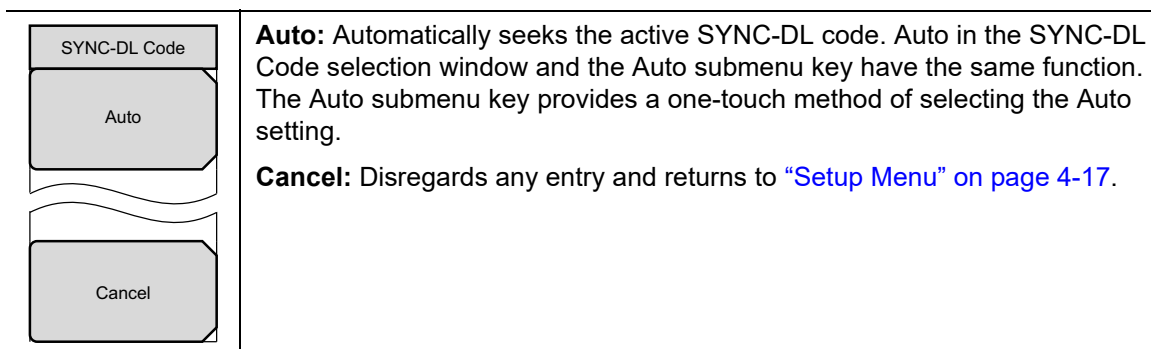 SYNC-DL Code
Auto
Cancel
Auto: Automatically seeks the active SYNC-DL code. Auto in the SYNC-DL
Code selection window and the Auto submenu key have the same function.
The Auto submenu key provides a one-touch method of selecting the Auto
setting.
Cancel: Disregards any entry and returns to “Setup Menu” on page 4-17.